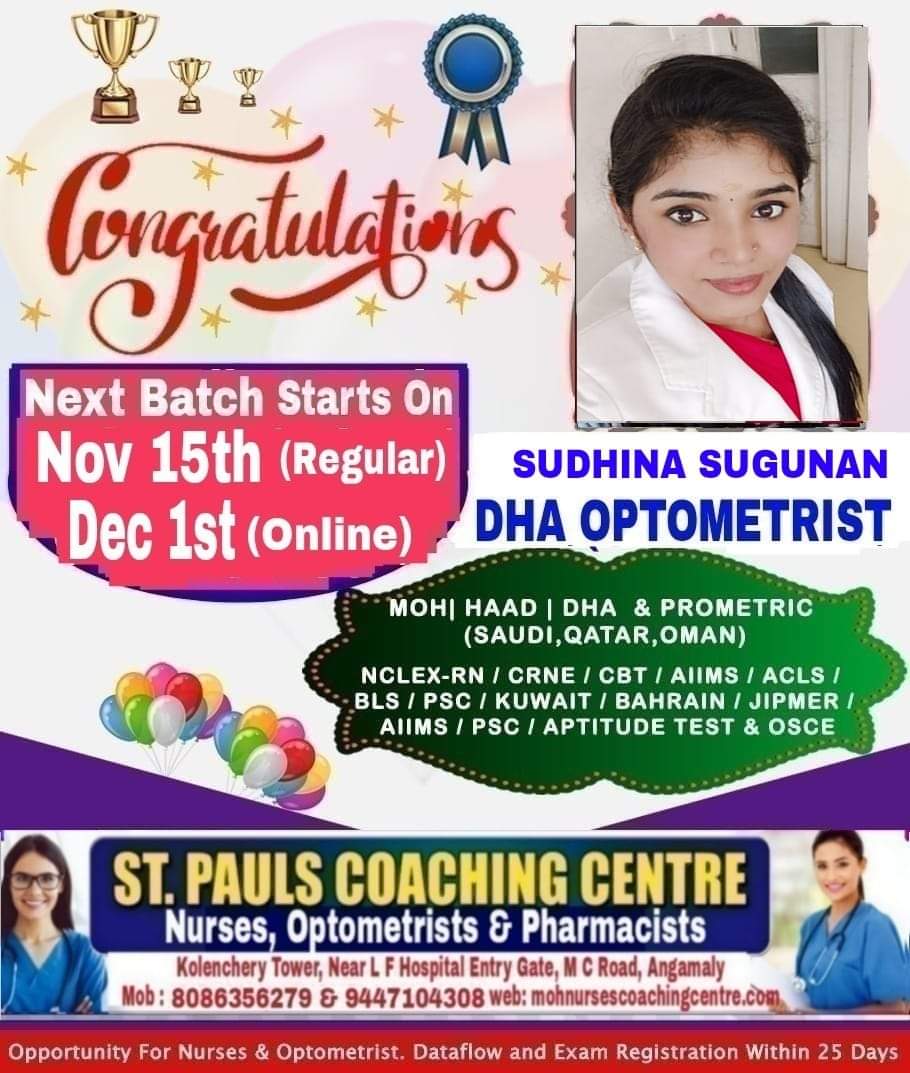 Congratulations
Next Batch Starts On
Nov 15th (Regular)
Dec 1st (Online)
SUDHINA SUGUNAN
DHA OPTOMETRIST
MOH| HAAD | DHA & PROMETRIC
(SAUDI,QATAR,OMAN)
NCLEX-RN / CRNE / CBT / AIIMS / ACLS /
BLS / PSC / KUWAIT / BAHRAIN / JIPMER /
AIIMS / PSC / APTITUDE TEST & OSCE
ST. PAULS COACHING CENTRE
Nurses, Optometrists & Pharmacists
Kolenchery Tower, Near L F Hospital Entry Gate, M C Road, Angamaly
Mob : 8086356279 & 9447104308 web: mohnursescoachingcentre.com
Opportunity For Nurses & Optometrist. Dataflow and Exam Registration Within 25 Days